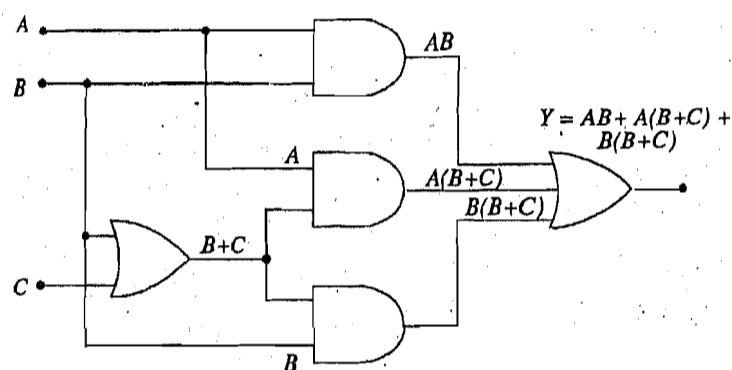 A
AB
B
Y = AB + A(B+C) +
B(B+C)
A
A(B+C)
B(B+C)
B+C
C
B